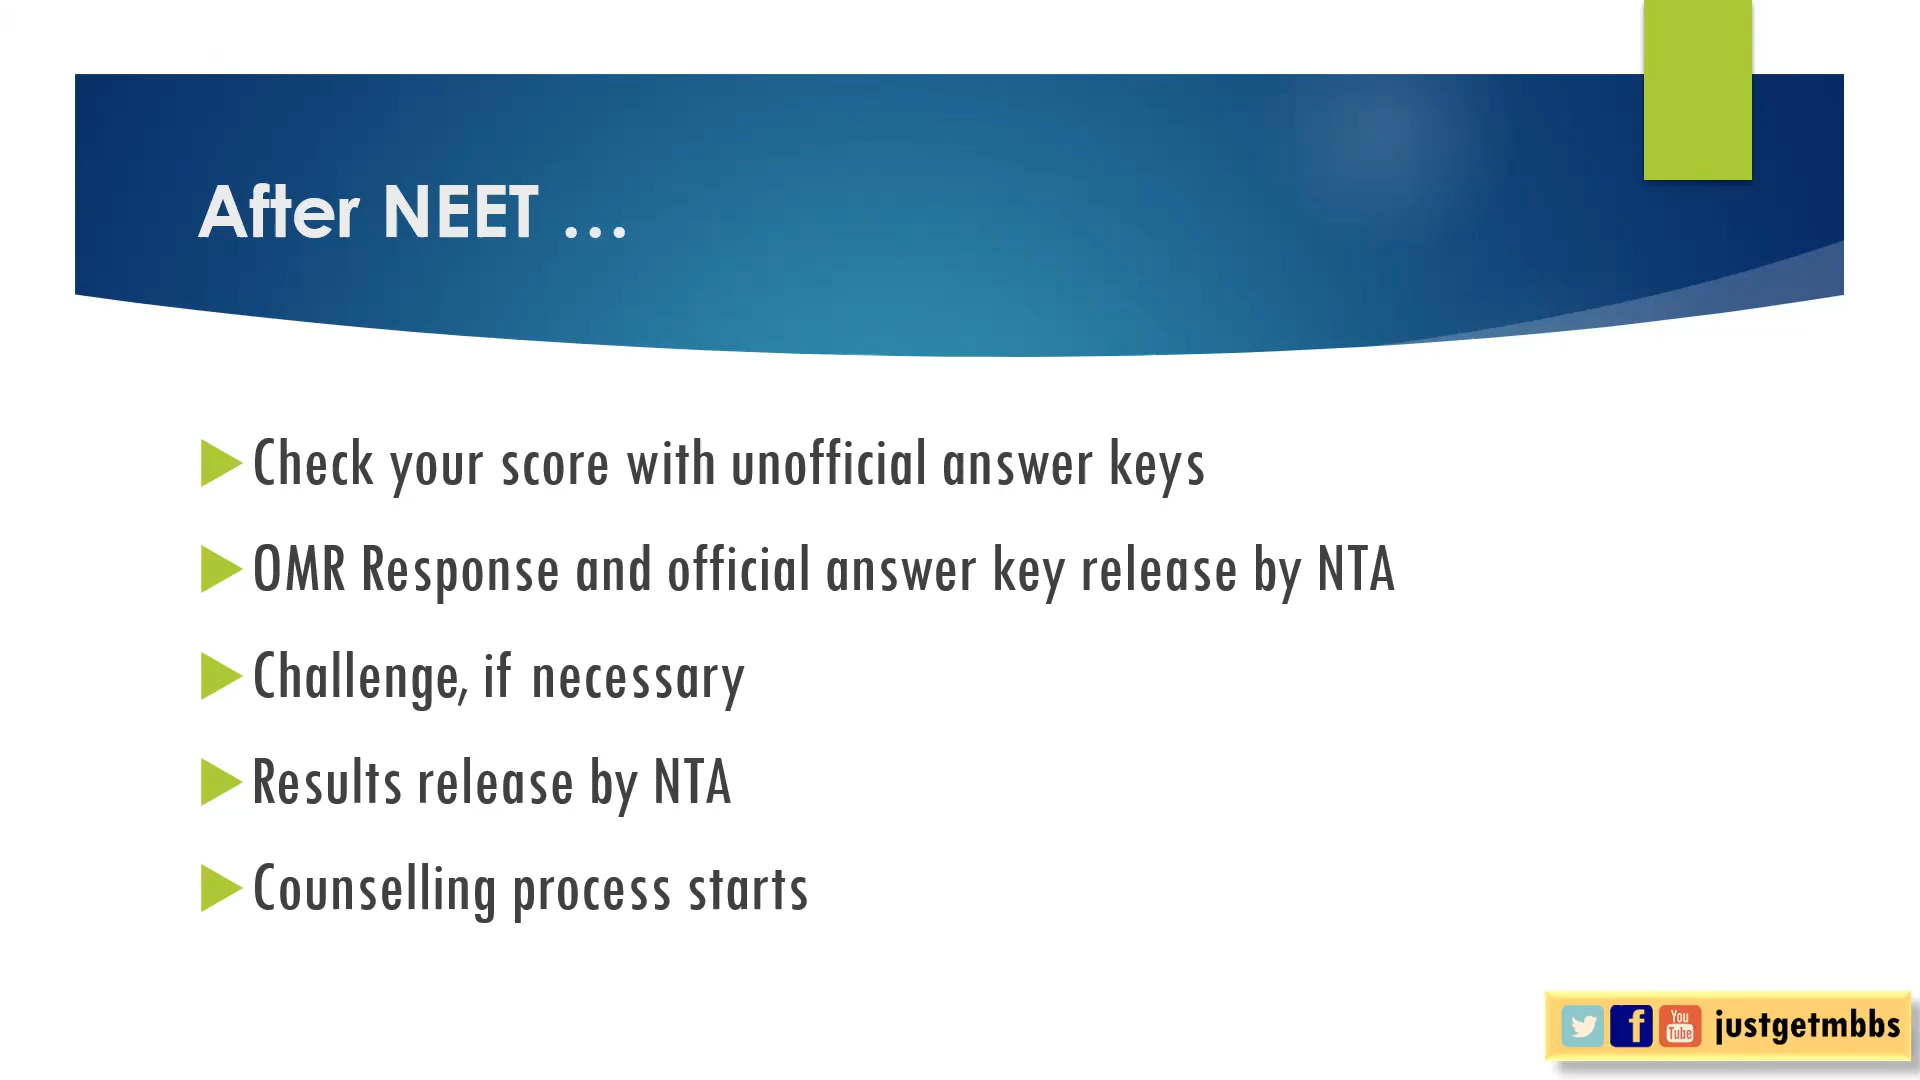 After NEET ...
Check your score with unofficial answer keys
OMR Response and official answer key release by NTA
Challenge, if necessary
Results release by NTA
Counselling process starts
You
Tube
justgetmbbs